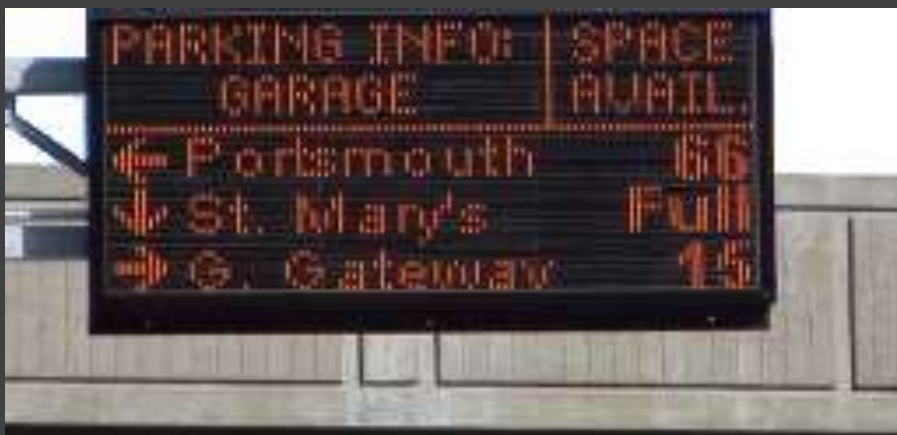 PARKING INFO: SPACE
GARAGE AVAIL.
← Portsmouth 66
↓ St. Mary's Full
→ G. Gateway 15